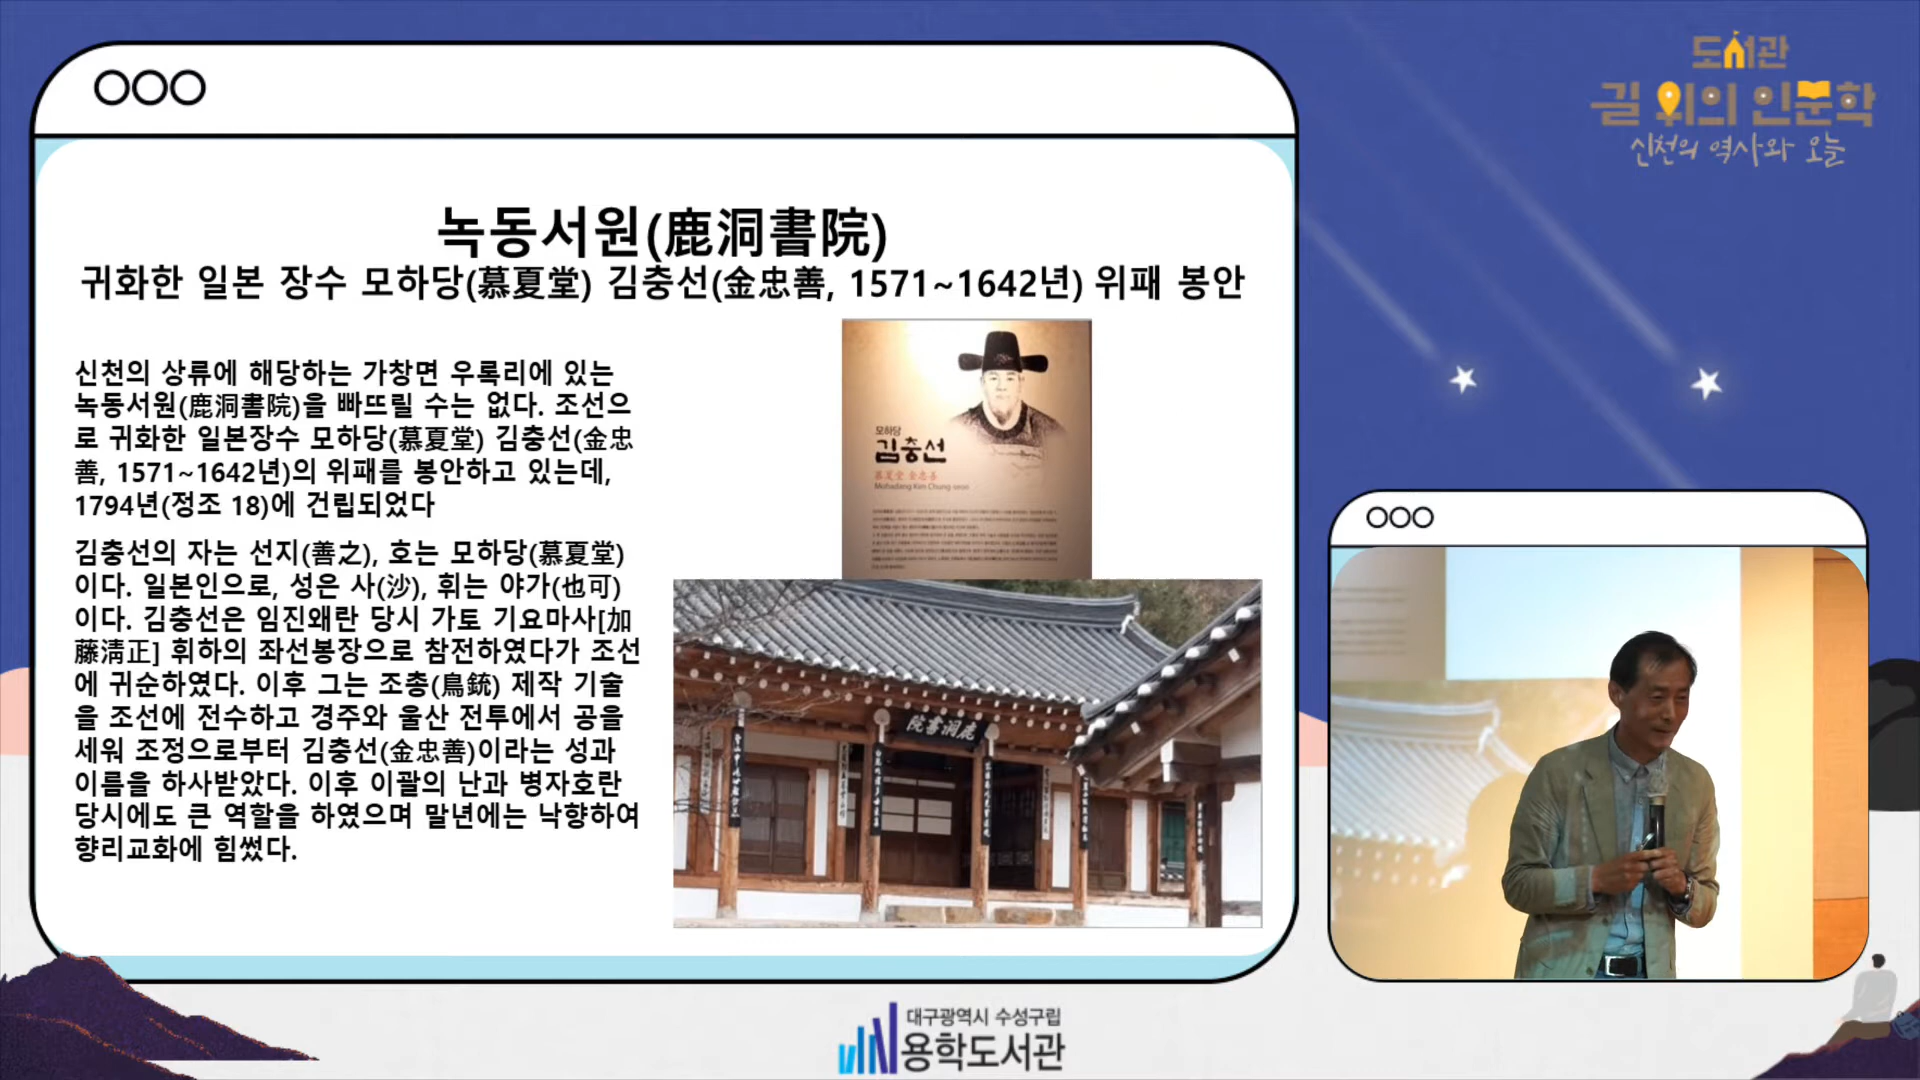 도서관
길 위의 인문학
신천의 역사와 오늘
녹동서원(鹿洞書院)
귀화한 일본 장수 모하당(慕夏堂) 김충선(金忠善, 1571~1642년) 위패 봉안
신천의 상류에 해당하는 가창면 우록리에 있는
녹동서원(鹿洞書院)을 빠뜨릴 수는 없다. 조선으
로 귀화한 일본장수 모하당(慕夏堂) 김충선(金忠
善, 1571~1642년)의 위패를 봉안하고 있는데,
1794년(정조 18)에 건립되었다
김충선의 자는 선지(善之), 호는 모하당(慕夏堂)
이다. 일본인으로, 성은 사(沙), 휘는 야가(也可)
이다. 김충선은 임진왜란 당시 가토 기요마사[加
藤淸正] 휘하의 좌선봉장으로 참전하였다가 조선
에 귀순하였다. 이후 그는 조총(鳥銃) 제작 기술
을 조선에 전수하고 경주와 울산 전투에서 공을
세워 조정으로부터 김충선(金忠善)이라는 성과
이름을 하사받았다. 이후 이괄의 난과 병자호란
당시에도 큰 역할을 하였으며 말년에는 낙향하여
향리교화에 힘썼다.
모하당
김충선
慕夏堂 金忠善
Mohadang Kim Chung-seon
院書洞鹿
대구광역시 수성구립
용학도서관